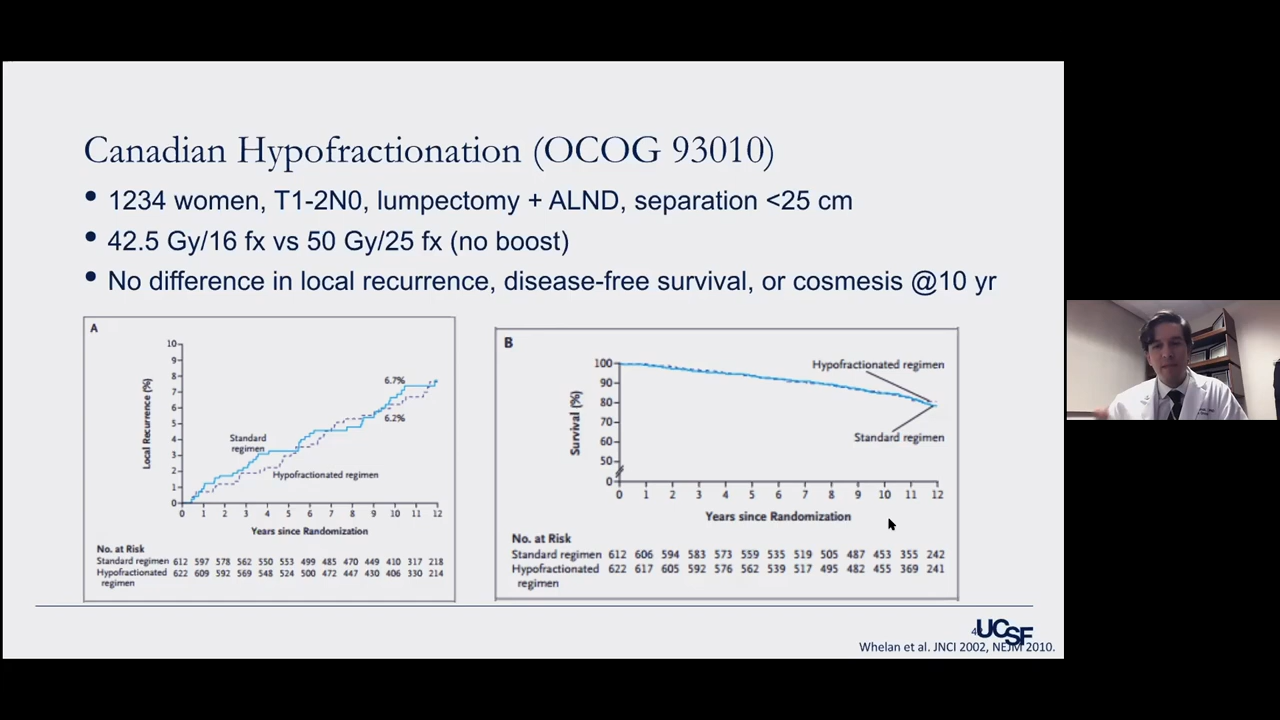 Canadian Hypofractionation (OCOG 93010)
• 1234 women, T1-2N0, lumpectomy + ALND, separation <25 cm
• 42.5 Gy/16 fx vs 50 Gy/25 fx (no boost)
• No difference in local recurrence, disease-free survival, or cosmesis @10 yr
A
Local Recurrence (%)
10
9
8
7
6
5
4
3
2
1
0
6.7%
6.2%
Standard
regimen
Hypofractionated regimen
0 1 2 3 4 5 6 7 8 9 10 11 12
Years since Randomization
No. at Risk
Standard regimen 612 597 578 562 550 553 499 485 470 449 410 317 218
Hypofractionated 622 609 592 569 548 524 500 472 447 430 406 330 214
regimen
B
Survival (%)
100
90
80
70
60
50
0
Hypofractionated regimen
Standard regimen
0 1 2 3 4 5 6 7 8 9 10 11 12
Years since Randomization
No. at Risk
Standard regimen 612 606 594 583 573 559 535 519 505 487 453 355 242
Hypofractionated 622 617 605 592 576 562 539 517 495 482 455 369 241
regimen
UCSF
Whelan et al. JNCI 2002, NEJM 2010.